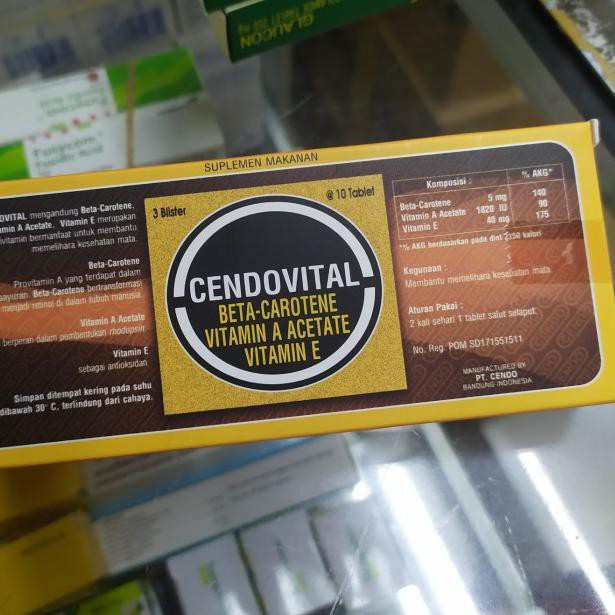 GLAUCON
TABLET 250 mg
SUPLEMEN MAKANAN
OVITAL mengandung Beta-Carotene,
min A Acetate, Vitamin E merupakan
vitamin bermanfaat untuk membantu
memelihara kesehatan mata.
Beta-Carotene
Provitamin A yang terdapat dalam
sayuran. Beta-Carotene bertransformasi
menjadi retinol di dalam tubuh manusia.
Vitamin A Acetate
berperan dalam pembentukan rhodopsin
Vitamin E
sebagai antioksidan.
Simpan ditempat kering pada suhu
dibawah 30° C, terlindung dari cahaya.
3 Blister
@ 10 Tablet
CENDOVITAL
BETA-CAROTENE
VITAMIN A ACETATE
VITAMIN E
Komposisi : % AKG*
Beta-Carotene 5 mg 140
Vitamin A Acetate 1820 IU 90
Vitamin E 40 mg 175
*% AKG berdasarkan pada diet 2150 kalori
Kegunaan :
Membantu memelihara kesehatan mata.
Aturan Pakai :
2 kali sehari 1 tablet salut selaput.
No. Reg. POM SD171551511
MANUFACTURED BY
PT. CENDO
BANDUNG-INDONESIA